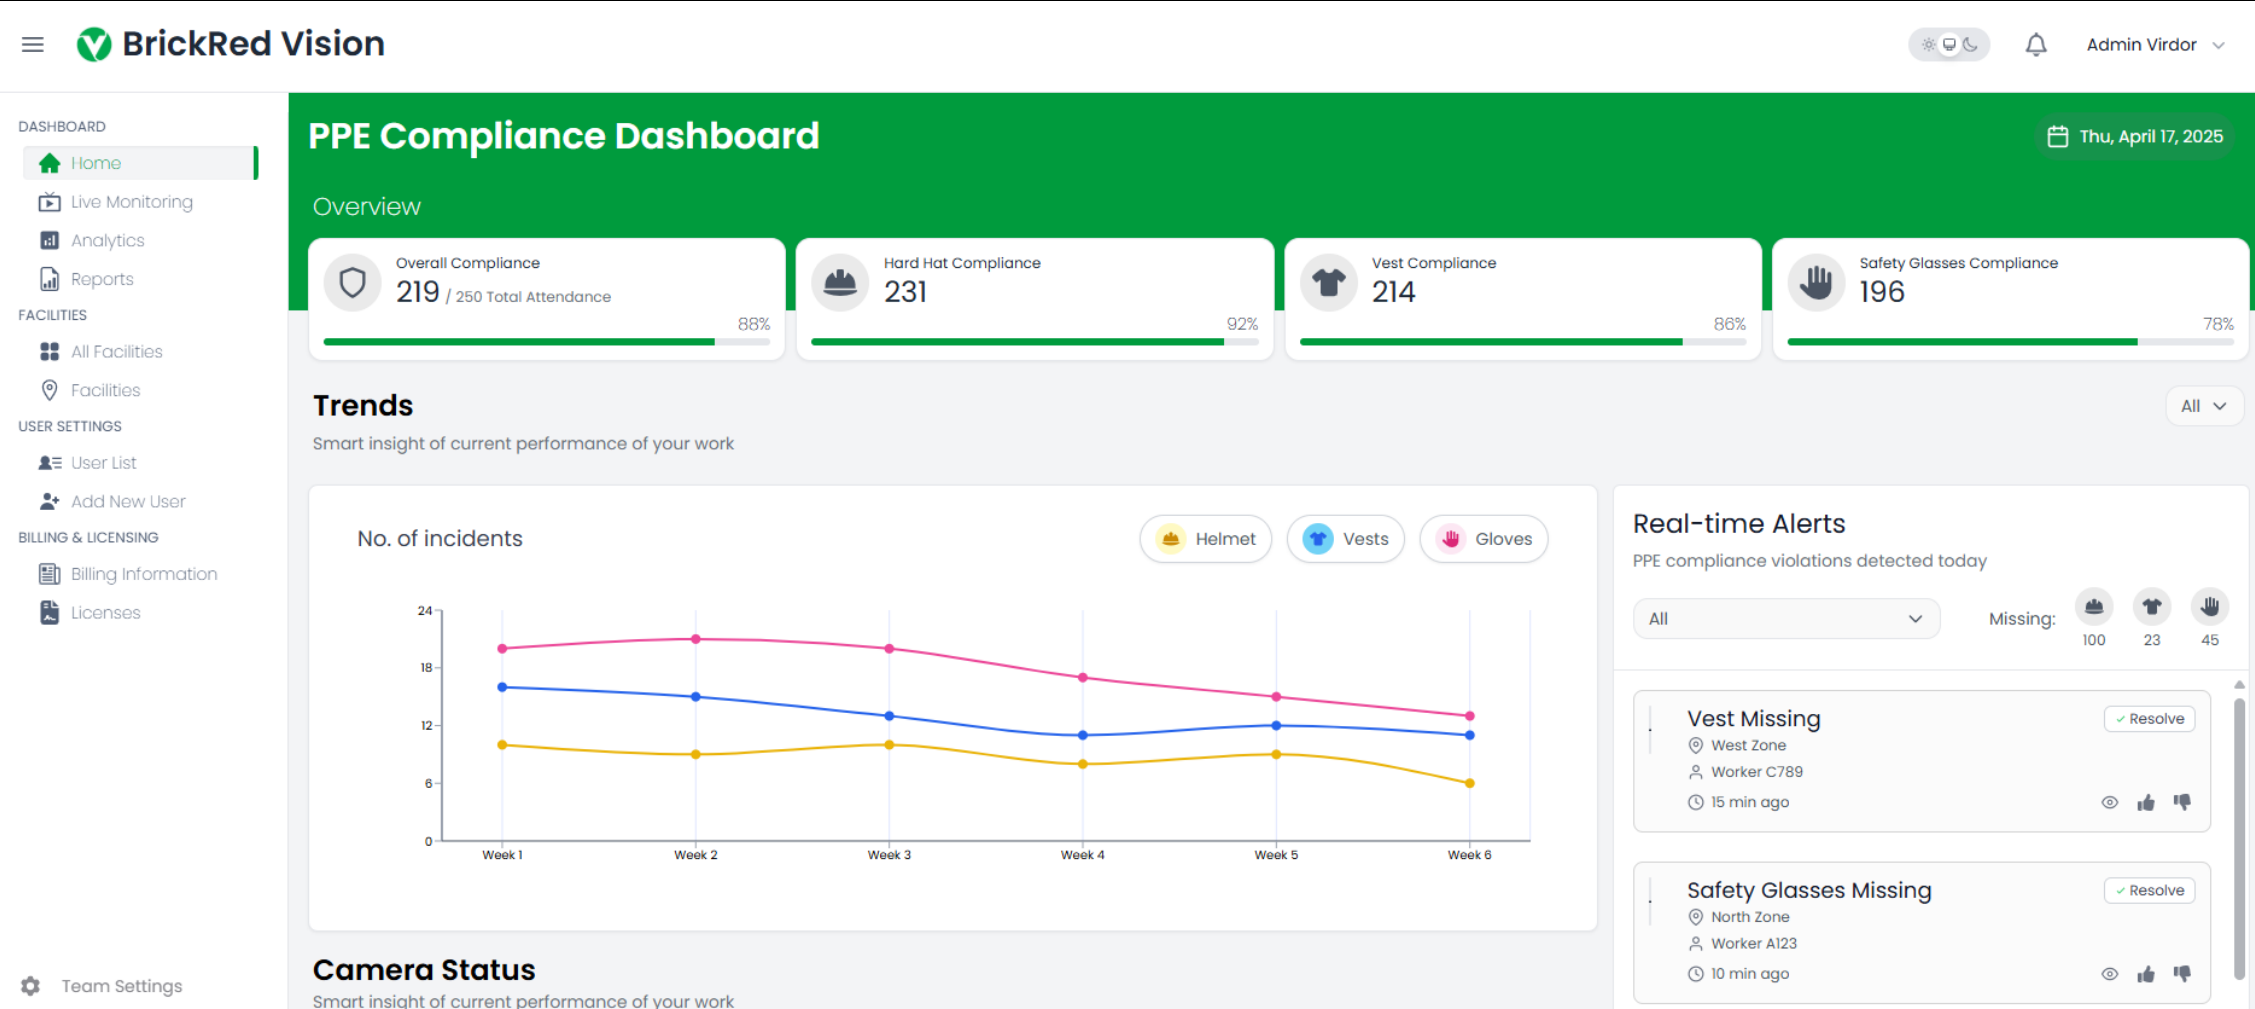 BrickRed Vision
Admin Virdor
DASHBOARD
Home
Live Monitoring
Analytics
Reports
FACILITIES
All Facilities
Facilities
USER SETTINGS
User List
Add New User
BILLING & LICENSING
Billing Information
Licenses
Team Settings
PPE Compliance Dashboard
Thu, April 17, 2025
Overview
Overall Compliance
219 / 250 Total Attendance
88%
Hard Hat Compliance
231
92%
Vest Compliance
214
86%
Safety Glasses Compliance
196
78%
Trends
All
Smart insight of current performance of your work
No. of incidents
Helmet
Vests
Gloves
24
18
12
6
0
Week 1
Week 2
Week 3
Week 4
Week 5
Week 6
Real-time Alerts
PPE compliance violations detected today
All
Missing:
100
23
45
Vest Missing
Resolve
West Zone
Worker C789
15 min ago
Safety Glasses Missing
Resolve
North Zone
Worker A123
10 min ago
Camera Status
Smart insight of current performance of your work